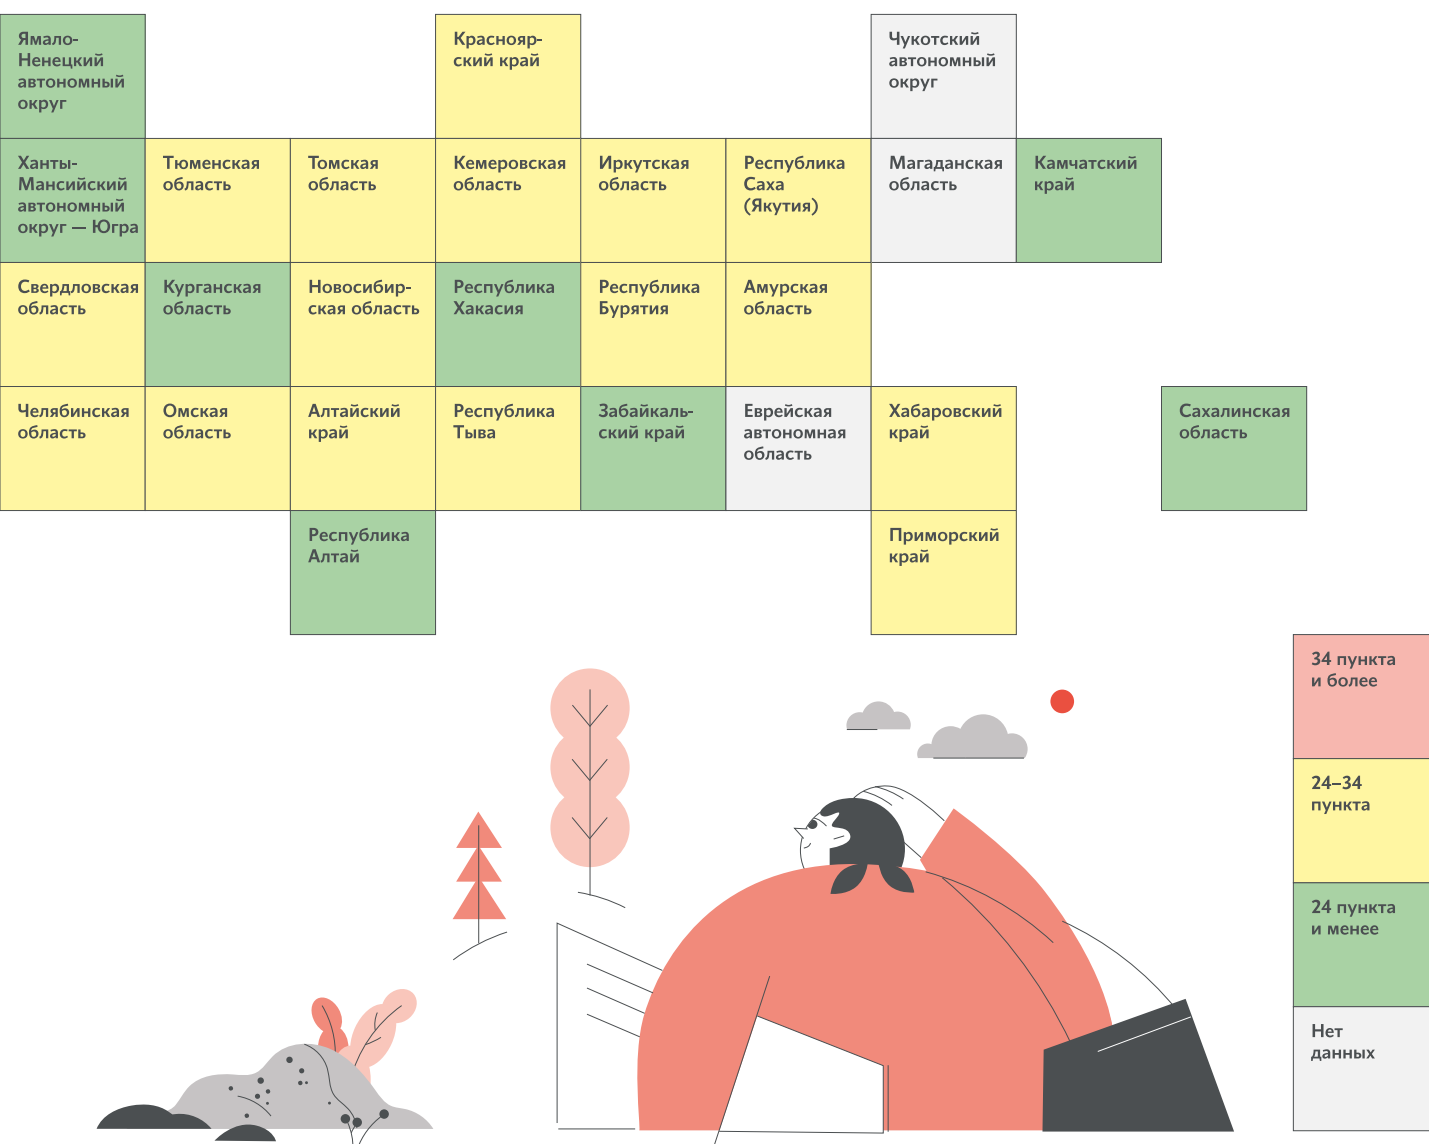 Ямало-
Ненецкий
автономный
округ
Краснояр-
ский край
Чукотский
автономный
округ
Ханты-
Мансийский
автономный
округ — Югра
Тюменская
область
Томская
область
Кемеровская
область
Иркутская
область
Республика
Саха
(Якутия)
Магаданская
область
Камчатский
край
Свердловская
область
Курганская
область
Новосибир-
ская область
Республика
Хакасия
Республика
Бурятия
Амурская
область
Челябинская
область
Омская
область
Алтайский
край
Республика
Тыва
Забайкаль-
ский край
Еврейская
автономная
область
Хабаровский
край
Сахалинская
область
Республика
Алтай
Приморский
край
34 пункта
и более
24–34
пункта
24 пункта
и менее
Нет
данных